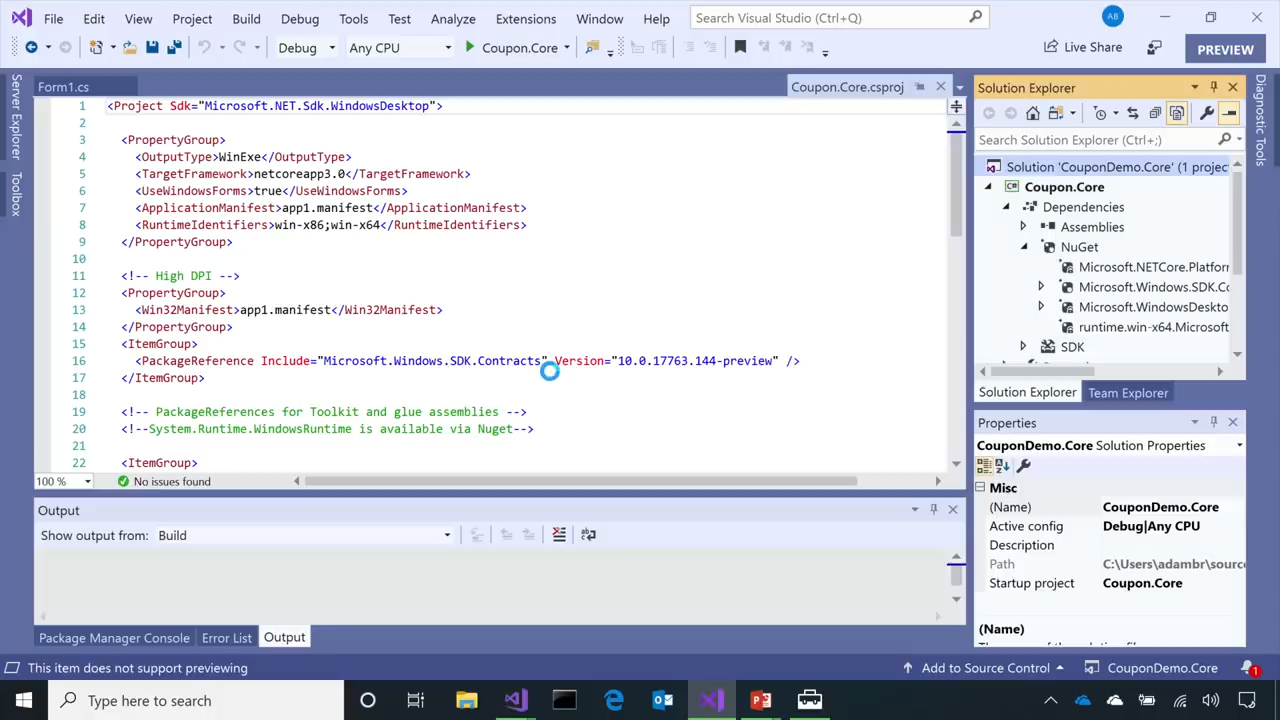 File Edit View Project Build Debug Tools Test Analyze Extensions Window Help Search Visual Studio (Ctrl+Q) AB
Debug Any CPU Coupon.Core Live Share PREVIEW
Server Explorer
Toolbox
Form1.cs Coupon.Core.csproj
1 <Project Sdk="Microsoft.NET.Sdk.WindowsDesktop">
2
3 <PropertyGroup>
4 <OutputType>WinExe</OutputType>
5 <TargetFramework>netcoreapp3.0</TargetFramework>
6 <UseWindowsForms>true</UseWindowsForms>
7 <ApplicationManifest>app1.manifest</ApplicationManifest>
8 <RuntimeIdentifiers>win-x86;win-x64</RuntimeIdentifiers>
9 </PropertyGroup>
10
11 <!-- High DPI -->
12 <PropertyGroup>
13 <Win32Manifest>app1.manifest</Win32Manifest>
14 </PropertyGroup>
15 <ItemGroup>
16 <PackageReference Include="Microsoft.Windows.SDK.Contracts" Version="10.0.17763.144-preview" />
17 </ItemGroup>
18
19 <!-- PackageReferences for Toolkit and glue assemblies -->
20 <!--System.Runtime.WindowsRuntime is available via Nuget-->
21
22 <ItemGroup>
100 % No issues found
Output
Show output from: Build
Package Manager Console Error List Output
Solution Explorer
Search Solution Explorer (Ctrl+;)
Solution 'CouponDemo.Core' (1 projec
C# Coupon.Core
Dependencies
Assemblies
NuGet
Microsoft.NETCore.Platfor
Microsoft.Windows.SDK.Co
Microsoft.WindowsDeskto
runtime.win-x64.Microsoft
SDK
Solution Explorer Team Explorer
Properties
CouponDemo.Core Solution Properties
Misc
(Name) CouponDemo.Core
Active config Debug|Any CPU
Description
Path C:\Users\adambr\source
Startup project Coupon.Core
(Name)
Diagnostic Tools
This item does not support previewing Add to Source Control CouponDemo.Core 1
Type here to search